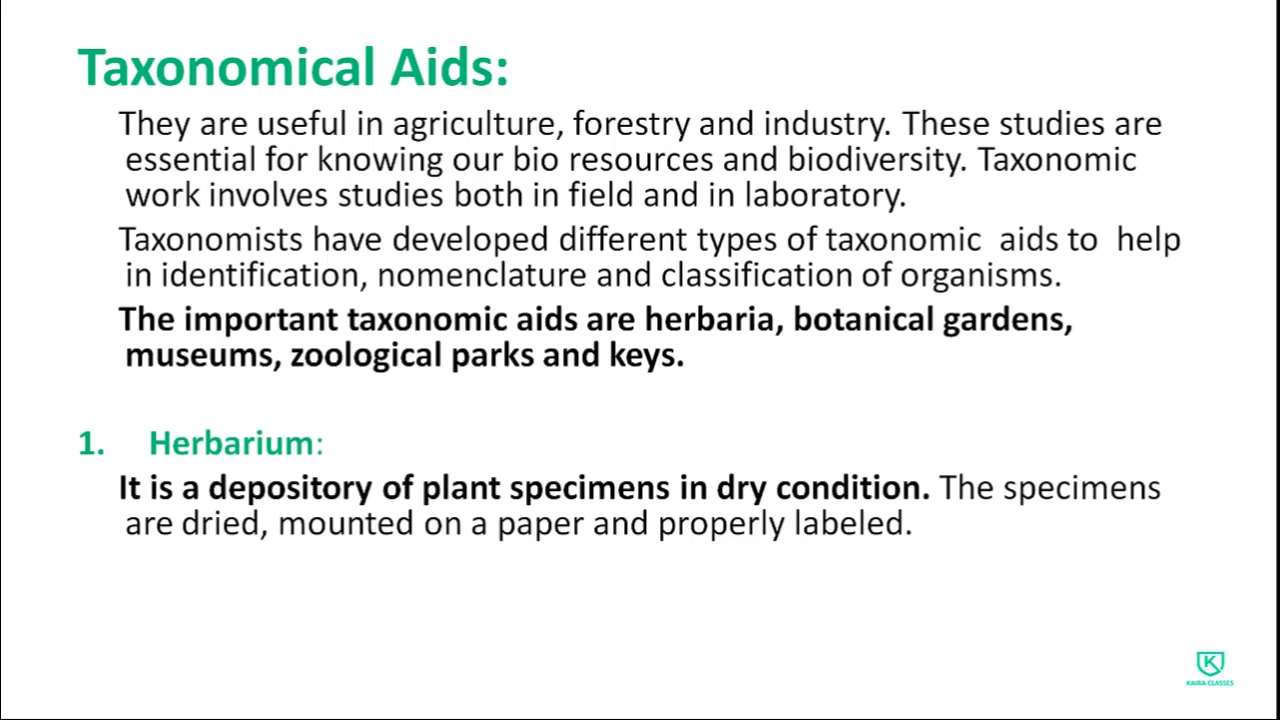 Taxonomical Aids:
They are useful in agriculture, forestry and industry. These studies are
essential for knowing our bio resources and biodiversity. Taxonomic
work involves studies both in field and in laboratory.
Taxonomists have developed different types of taxonomic  aids to  help
in identification, nomenclature and classification of organisms.
The important taxonomic aids are herbaria, botanical gardens,
museums, zoological parks and keys.
1. Herbarium:
It is a depository of plant specimens in dry condition. The specimens
are dried, mounted on a paper and properly labeled.
K
KAIRA CLASSES